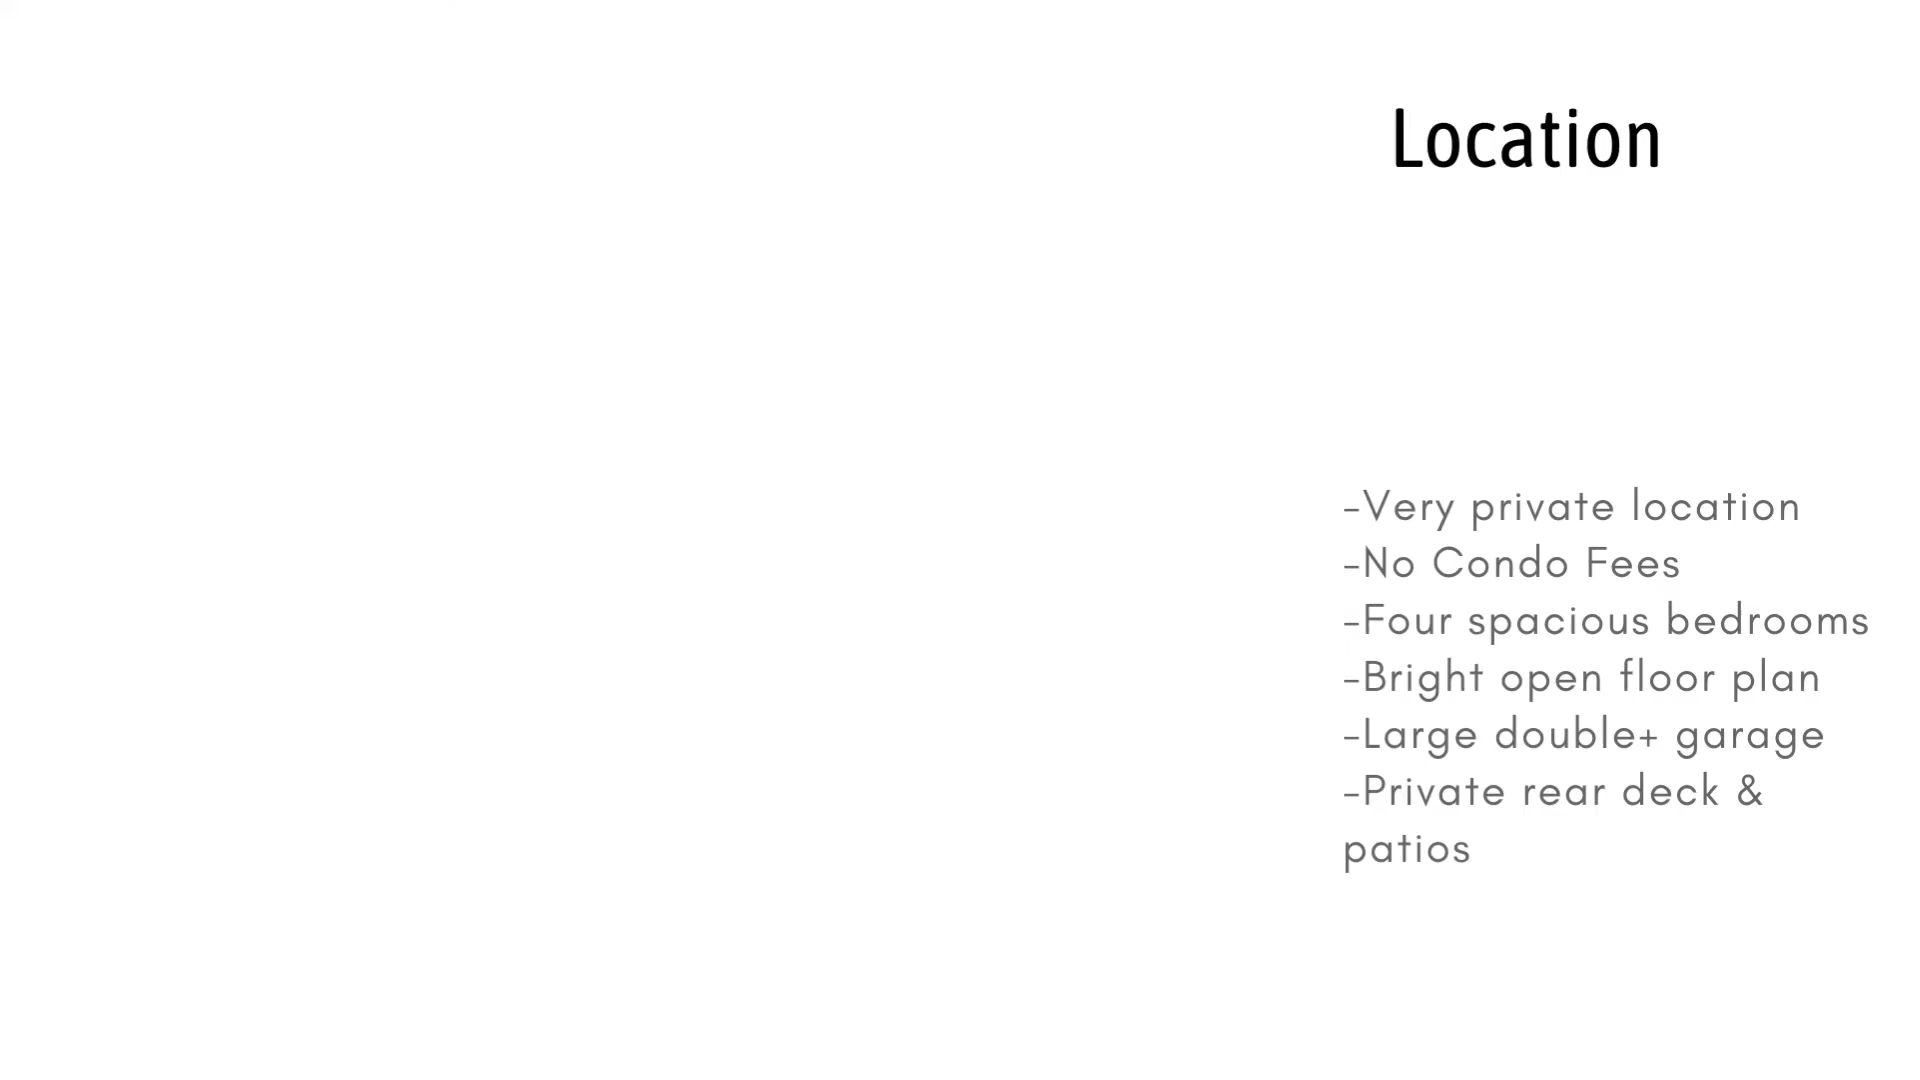 Location
-Very private location
-No Condo Fees
-Four spacious bedrooms
-Bright open floor plan
-Large double+ garage
-Private rear deck &
patios